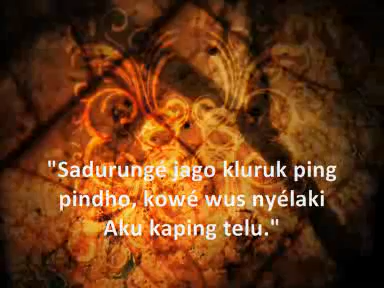 "Sadurungé jago kluruk ping
pindho, kowé wus nyélaki
Aku kaping telu."